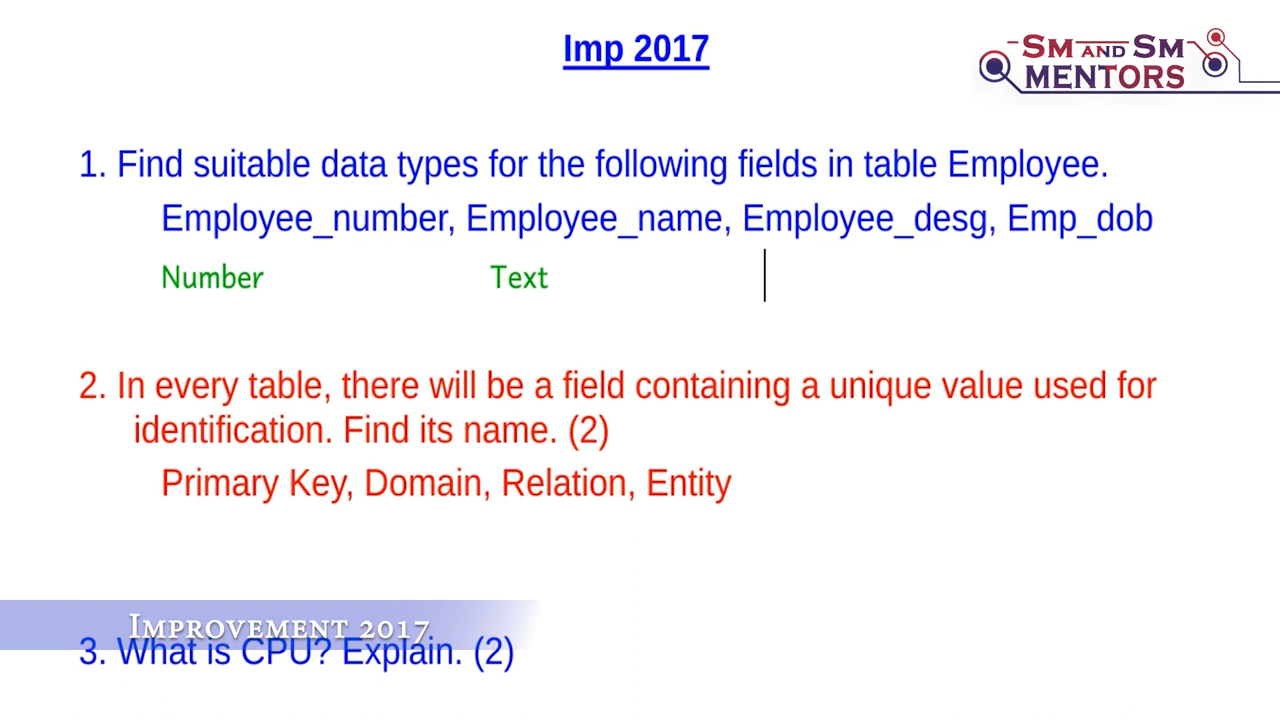 Imp 2017
SM AND SM
MENTORS
1. Find suitable data types for the following fields in table Employee.
Employee_number, Employee_name, Employee_desg, Emp_dob
Number Text
2. In every table, there will be a field containing a unique value used for
identification. Find its name. (2)
Primary Key, Domain, Relation, Entity
Improvement 2017
3. What is CPU? Explain. (2)